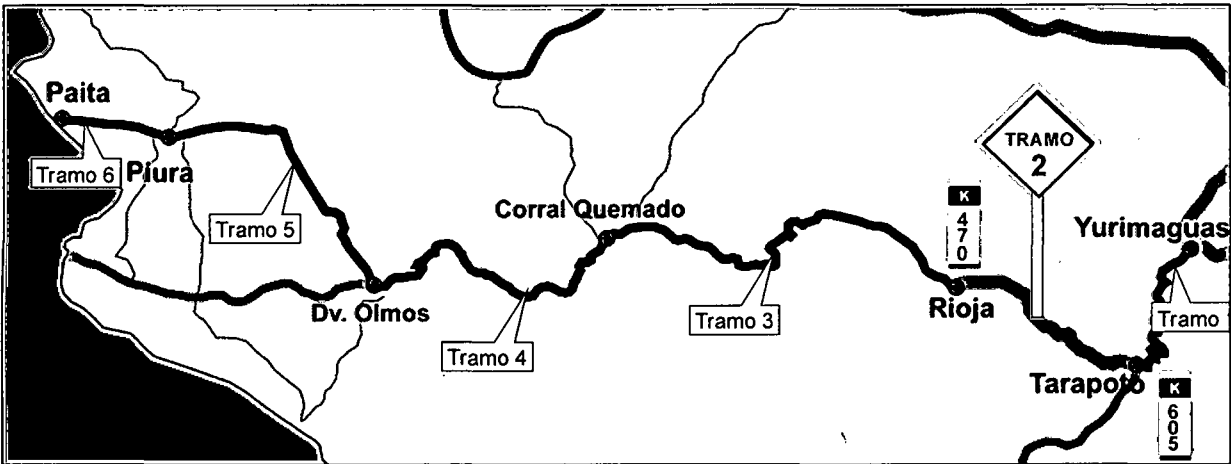 Paita
Tramo 6
Piura
Tramo 5
Dv. Olmos
Tramo 4
Corral Quemado
Tramo 3
K
4
7
0
Rioja
TRAMO
2
Yurimaguas
Tramo
Tarapoto
K
6
0
5